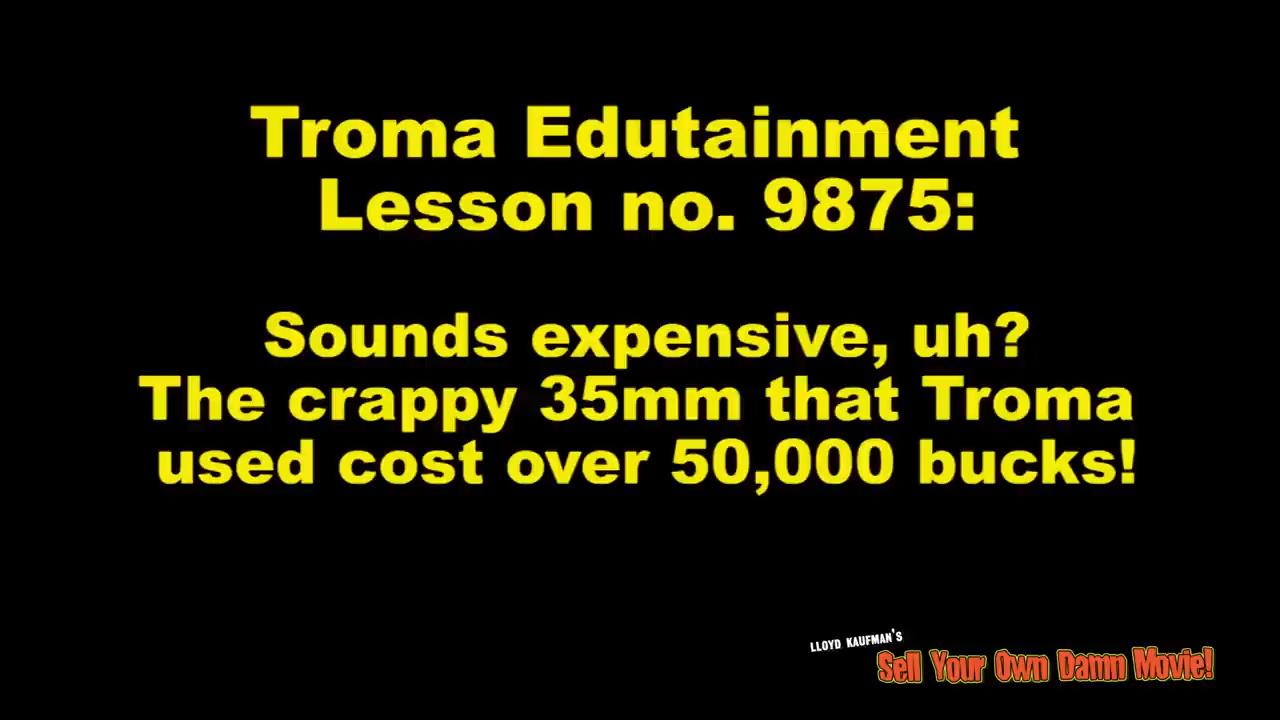 Troma Edutainment
Lesson no. 9875:
Sounds expensive, uh?
The crappy 35mm that Troma
used cost over 50,000 bucks!
LLOYD KAUFMAN'S
Sell Your Own Damn Movie!